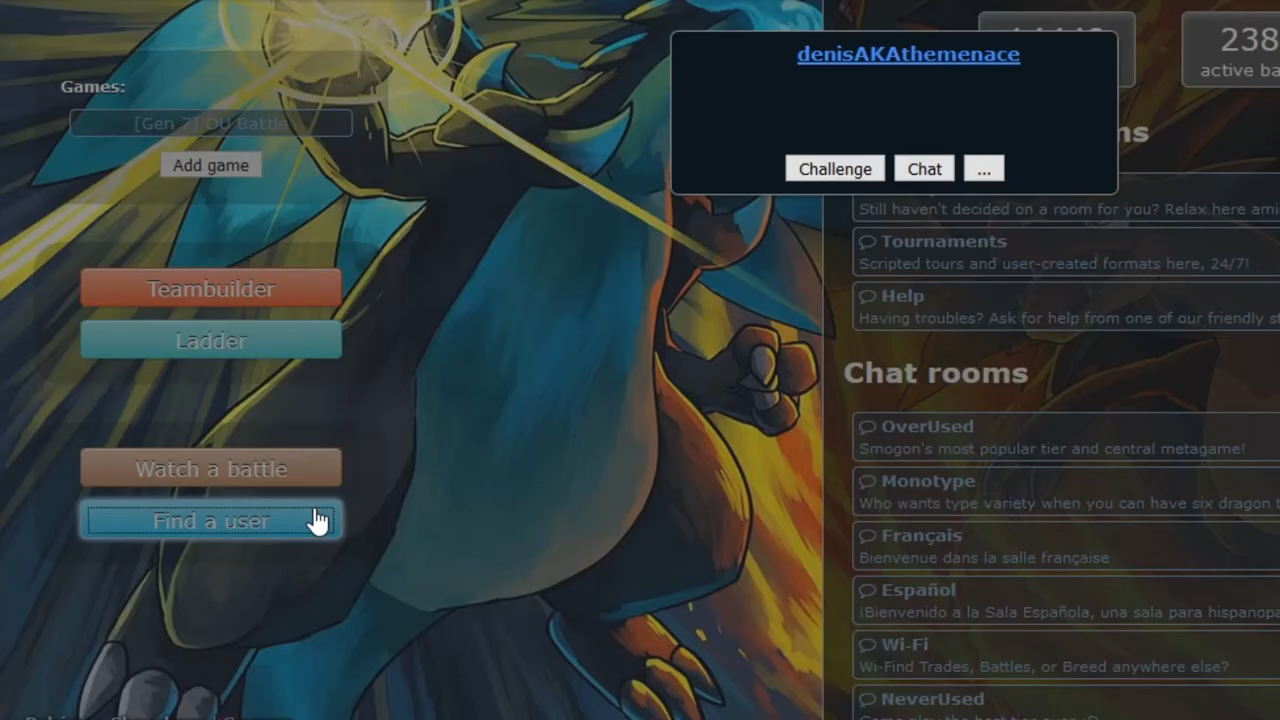 Games:
[Gen 7] OU Battle
Add game
Teambuilder
Ladder
Watch a battle
Find a user
denisAKAthemenace
Challenge
Chat
...
238
active ba
ms
Still haven't decided on a room for you? Relax here ami
Tournaments
Scripted tours and user-created formats here, 24/7!
Help
Having troubles? Ask for help from one of our friendly s
Chat rooms
OverUsed
Smogon's most popular tier and central metagame!
Monotype
Who wants type variety when you can have six dragon t
Français
Bienvenue dans la salle française
Español
¡Bienvenido a la Sala Española, una sala para hispanopa
Wi-Fi
Wi-Find Trades, Battles, or Breed anywhere else?
NeverUsed